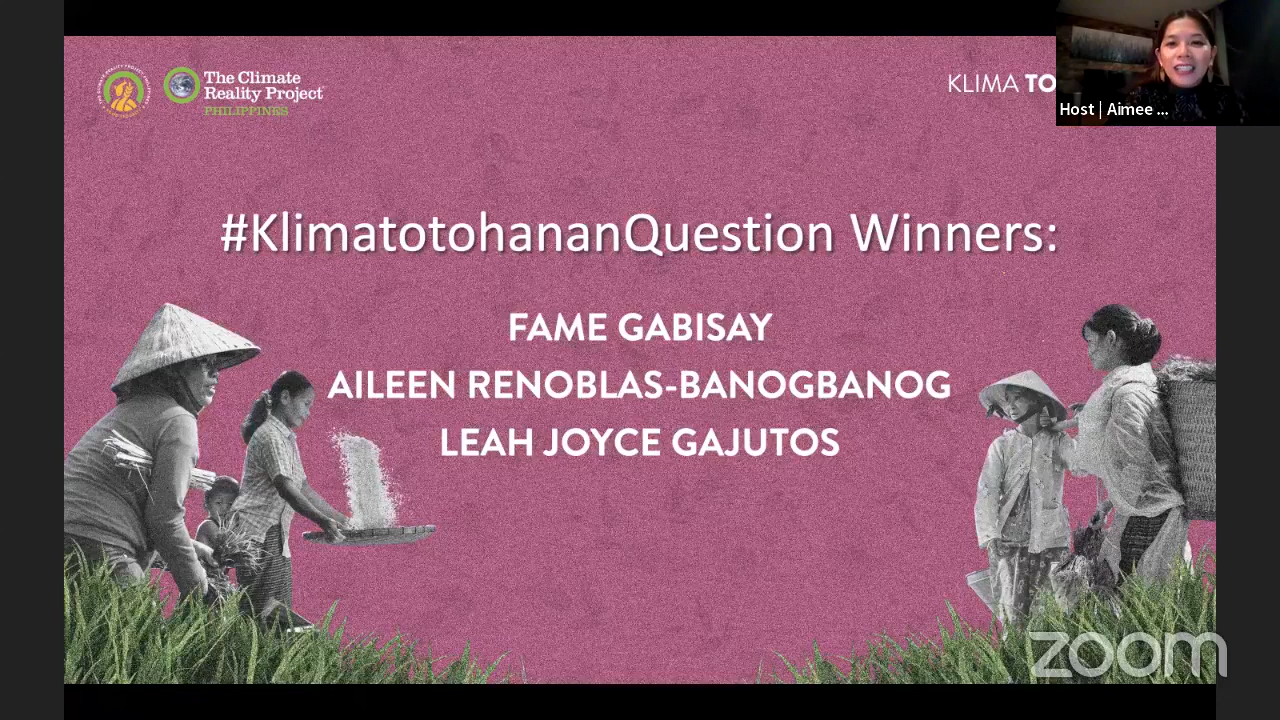 The Climate
Reality Project
PHILIPPINES
KLIMA TO
Host | Aimee ...
#KlimatotohananQuestion Winners:
FAME GABISAY
AILEEN RENOBLAS-BANOGBANOG
LEAH JOYCE GAJUTOS
zoom